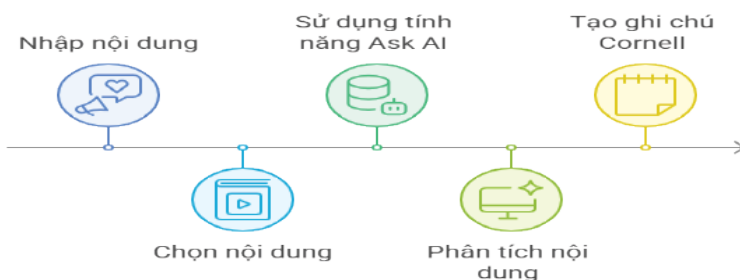 Nhập nội dung
Chọn nội dung
Sử dụng tính
năng Ask AI
Phân tích nội
dung
Tạo ghi chú
Cornell